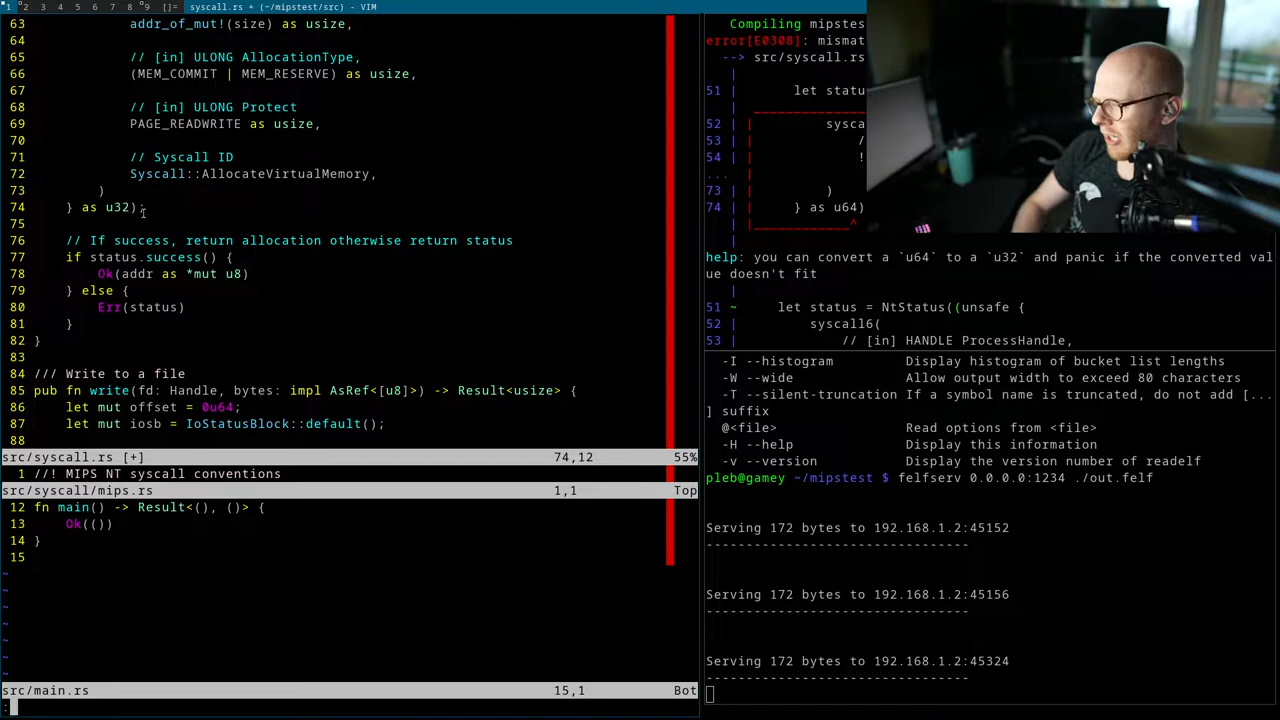 1 2 3 4 5 6 7 8 9 []= syscall.rs + (~/mipstest/src) - VIM
63 addr_of_mut!(size) as usize,
64
65 // [in] ULONG AllocationType,
66 (MEM_COMMIT | MEM_RESERVE) as usize,
67
68 // [in] ULONG Protect
69 PAGE_READWRITE as usize,
70
71 // Syscall ID
72 Syscall::AllocateVirtualMemory,
73 )
74 } as u32);
75
76 // If success, return allocation otherwise return status
77 if status.success() {
78 Ok(addr as *mut u8)
79 } else {
80 Err(status)
81 }
82 }
83
84 /// Write to a file
85 pub fn write(fd: Handle, bytes: impl AsRef<[u8]>) -> Result<usize> {
86 let mut offset = 0u64;
87 let mut iosb = IoStatusBlock::default();
88
src/syscall.rs [+] 74,12 55%
1 //! MIPS NT syscall conventions
src/syscall/mips.rs 1,1 Top
12 fn main() -> Result<(), ()> {
13 Ok(())
14 }
15
~
~
~
~
~
~
~
src/main.rs 15,1 Bot
:
Compiling mipstes
error[E0308]: mismat
--> src/syscall.rs
|
51 | let statu
| ___________
52 | | sysca
53 | | /
54 | | !
... |
73 | | )
74 | | } as u64)
| |____________^
|
help: you can convert a `u64` to a `u32` and panic if the converted val
ue doesn't fit
|
51 ~ let status = NtStatus((unsafe {
52 | syscall6(
53 | // [in] HANDLE ProcessHandle,
-I --histogram Display histogram of bucket list lengths
-W --wide Allow output width to exceed 80 characters
-T --silent-truncation If a symbol name is truncated, do not add [...
] suffix
@<file> Read options from <file>
-H --help Display this information
-v --version Display the version number of readelf
pleb@gamey ~/mipstest $ felfserv 0.0.0.0:1234 ./out.felf
Serving 172 bytes to 192.168.1.2:45152
---------------------------------
Serving 172 bytes to 192.168.1.2:45156
---------------------------------
Serving 172 bytes to 192.168.1.2:45324
---------------------------------